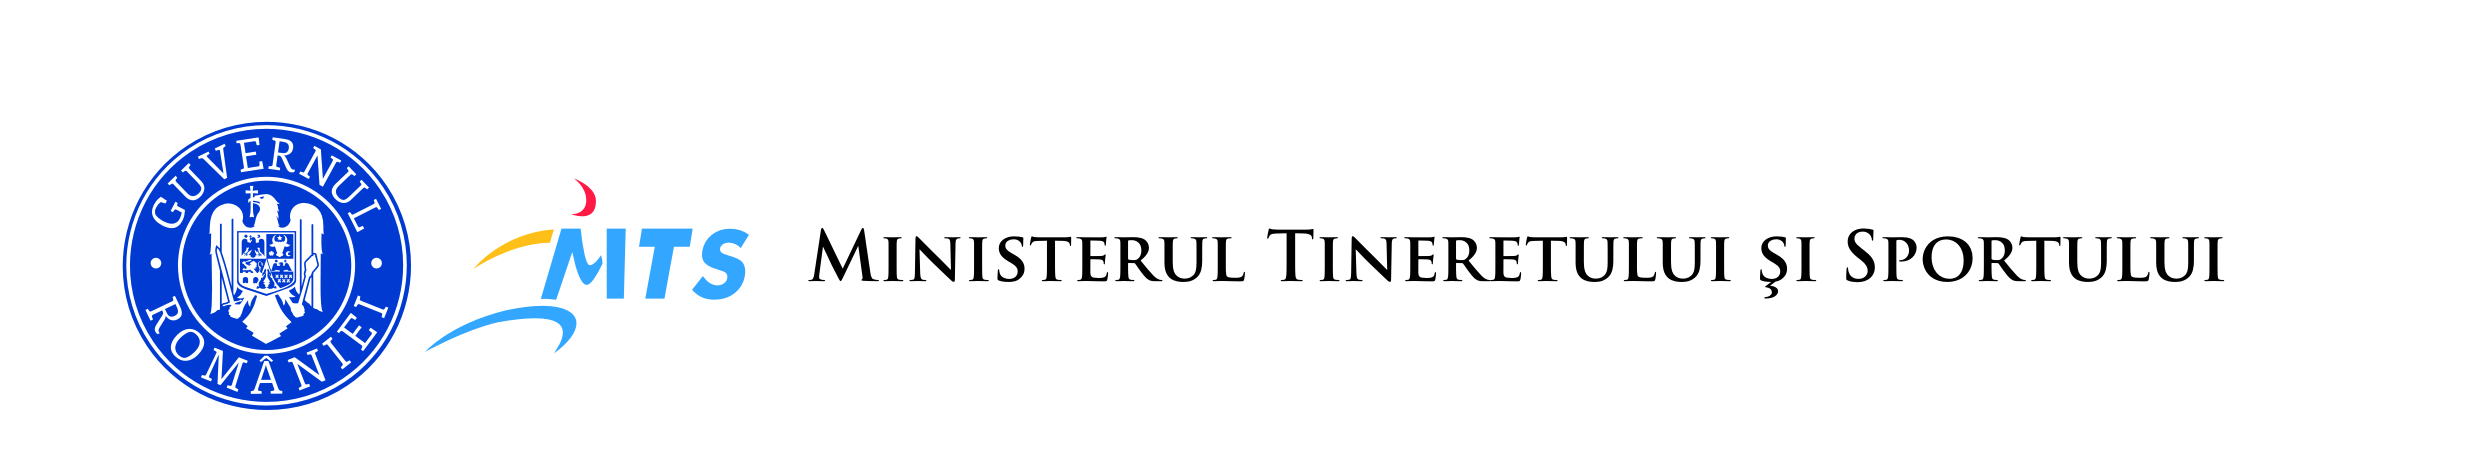 GUVERNUL
ROMÂNIEI
MTS
Ministerul Tineretului şi Sportului